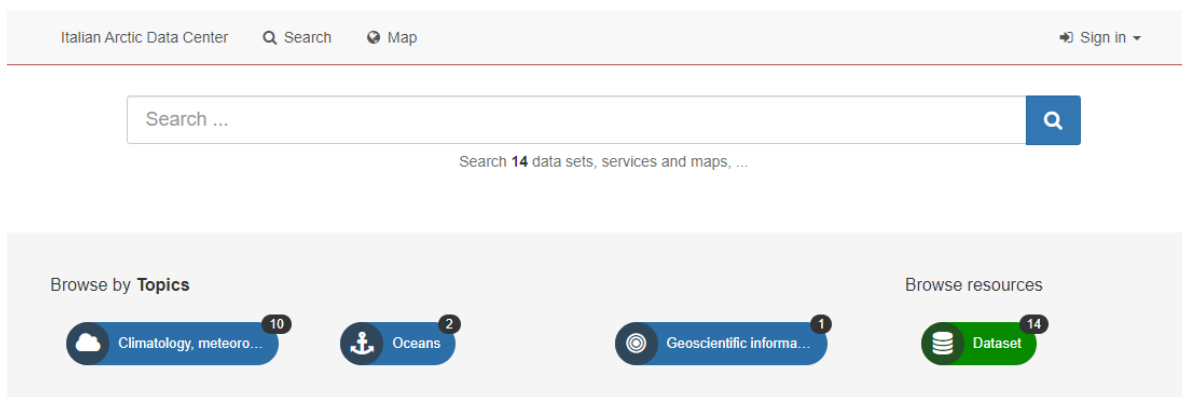 Italian Arctic Data Center Search Map Sign in
Search ...
Search 14 data sets, services and maps, ...
Browse by Topics Browse resources
10 2 1 14
Climatology, meteoro... Oceans Geoscientific informa... Dataset